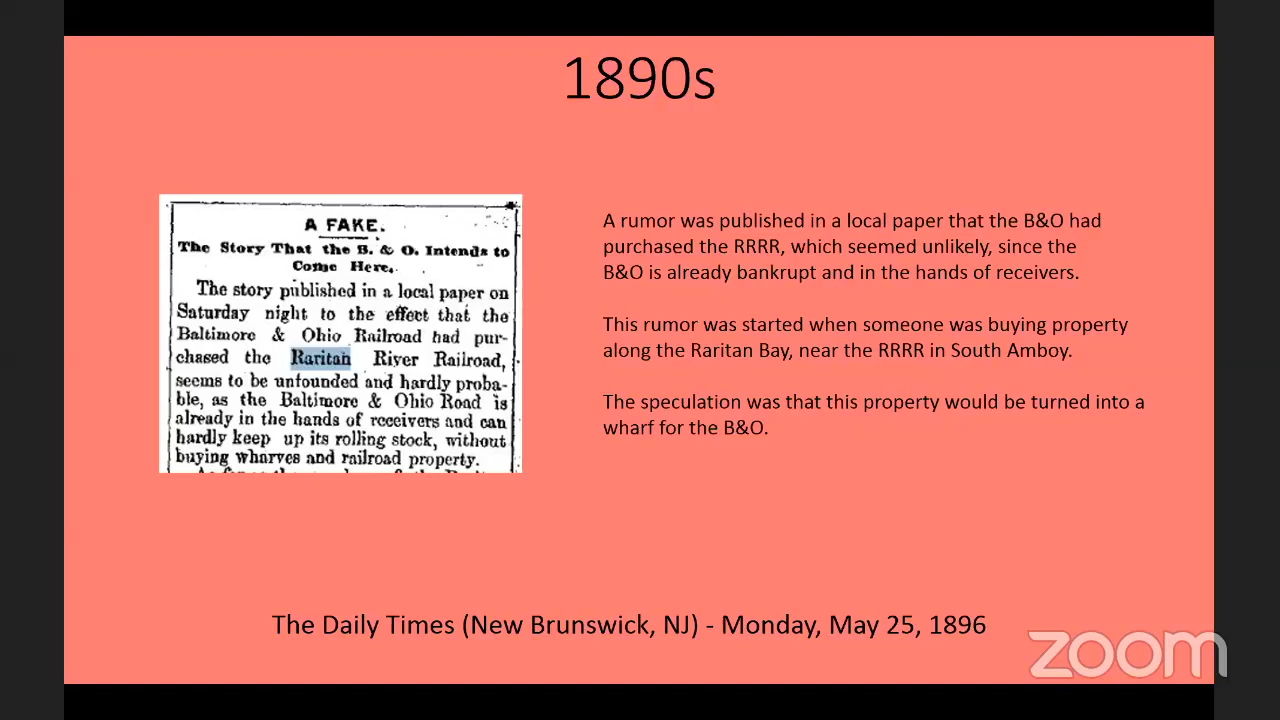 1890s
A FAKE.
The Story That the B. & O. Intends to
Come Here.
The story published in a local paper on
Saturday night to the effect that the
Baltimore & Ohio Railroad had pur-
chased the Raritan River Railroad,
seems to be unfounded and hardly proba-
ble, as the Baltimore & Ohio Road is
already in the hands of receivers and can
hardly keep up its rolling stock, without
buying wharves and railroad property.
A rumor was published in a local paper that the B&O had
purchased the RRRR, which seemed unlikely, since the
B&O is already bankrupt and in the hands of receivers.
This rumor was started when someone was buying property
along the Raritan Bay, near the RRRR in South Amboy.
The speculation was that this property would be turned into a
wharf for the B&O.
The Daily Times (New Brunswick, NJ) - Monday, May 25, 1896
zoom